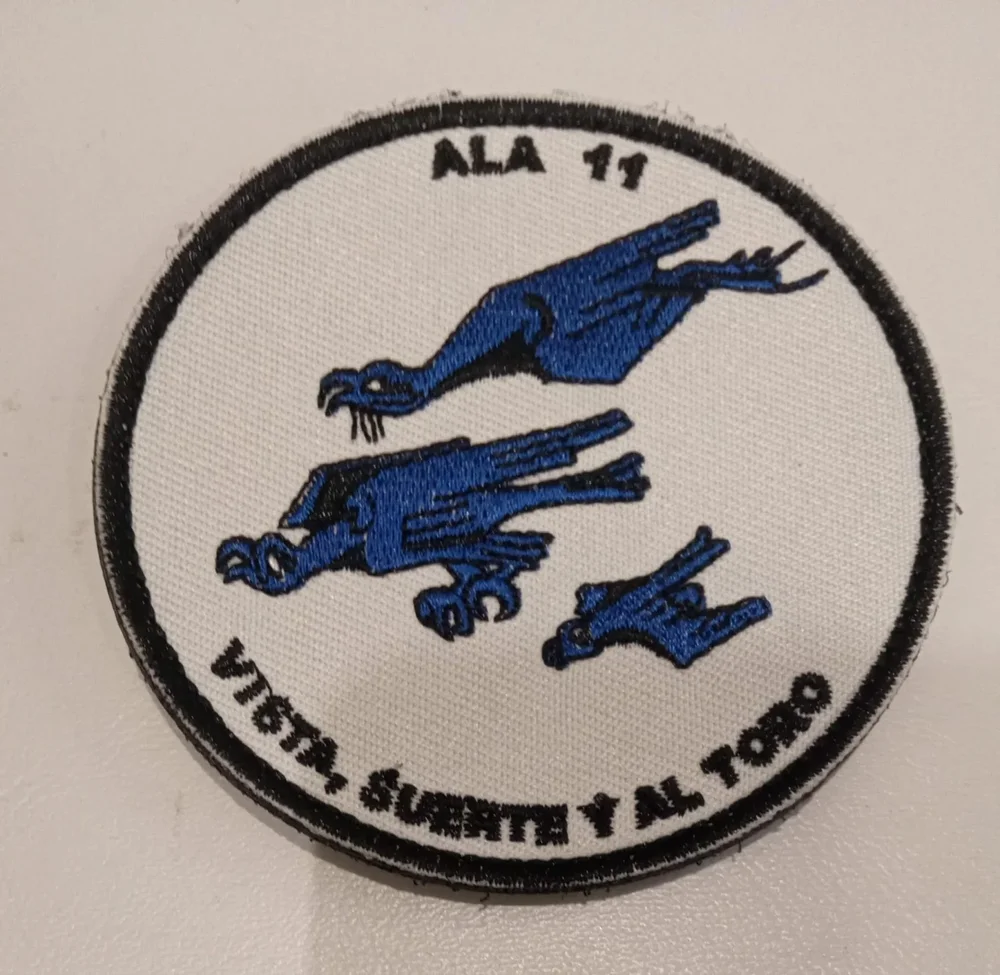 ALA 11
VISTA, SUERTE Y AL TORO